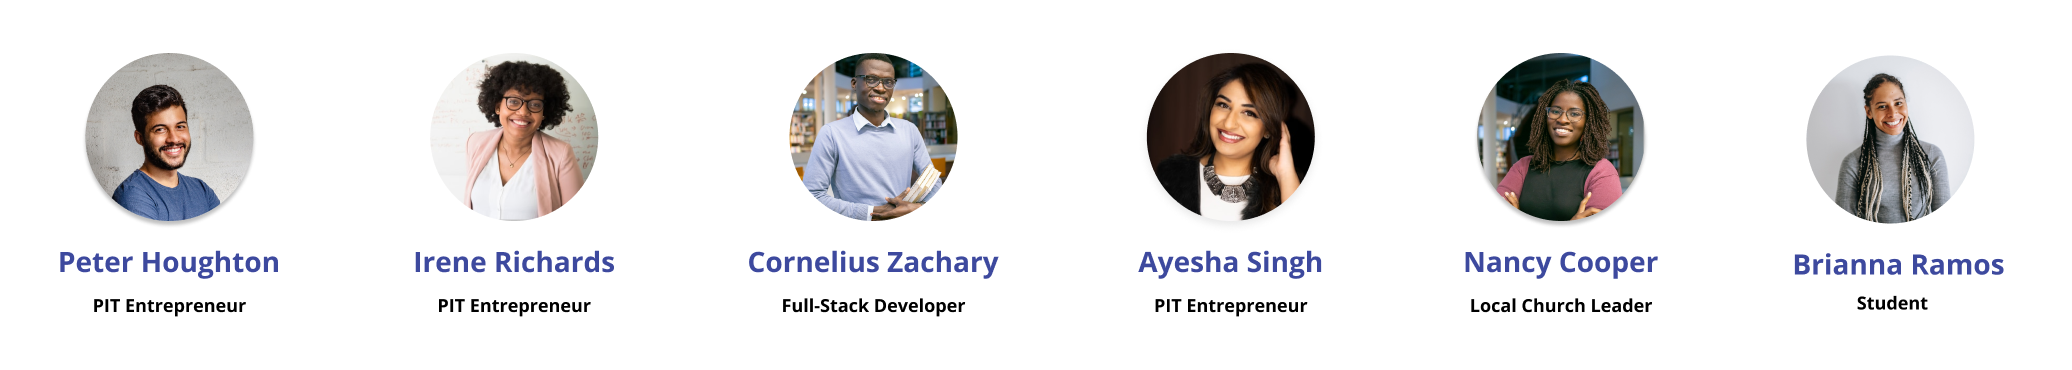 Peter Houghton
PIT Entrepreneur
Irene Richards
PIT Entrepreneur
Cornelius Zachary
Full-Stack Developer
Ayesha Singh
PIT Entrepreneur
Nancy Cooper
Local Church Leader
Brianna Ramos
Student